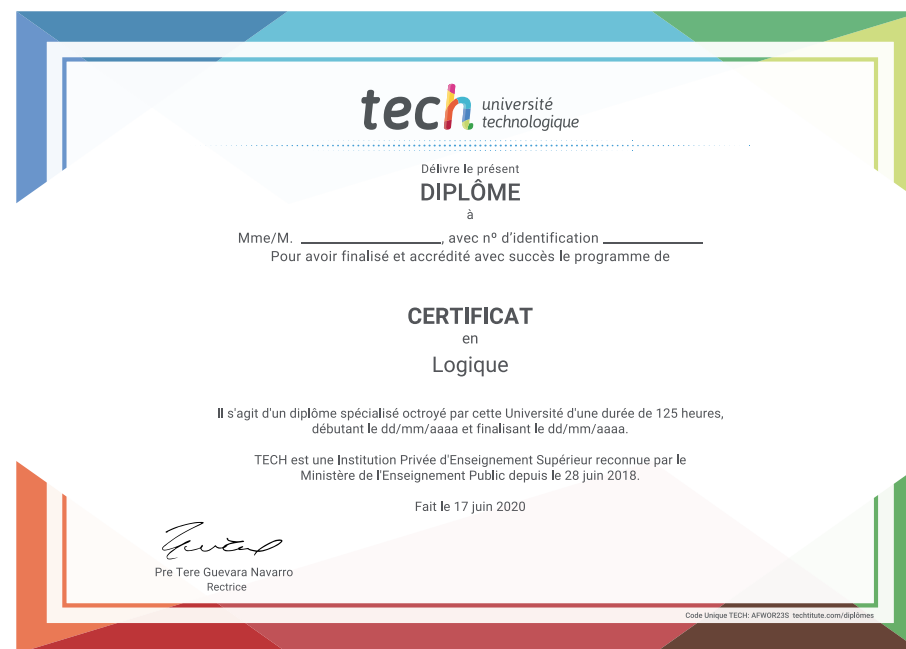 tech université
technologique
Délivre le présent
DIPLÔME
à
Mme/M. ____________________, avec nº d'identification ______________
Pour avoir finalisé et accrédité avec succès le programme de
CERTIFICAT
en
Logique
Il s'agit d'un diplôme spécialisé octroyé par cette Université d'une durée de 125 heures,
débutant le dd/mm/aaaa et finalisant le dd/mm/aaaa.
TECH est une Institution Privée d'Enseignement Supérieur reconnue par le
Ministère de l'Enseignement Public depuis le 28 juin 2018.
Fait le 17 juin 2020
Pre Tere Guevara Navarro
Rectrice
Code Unique TECH: AFWOR23S techtitute.com/diplômes